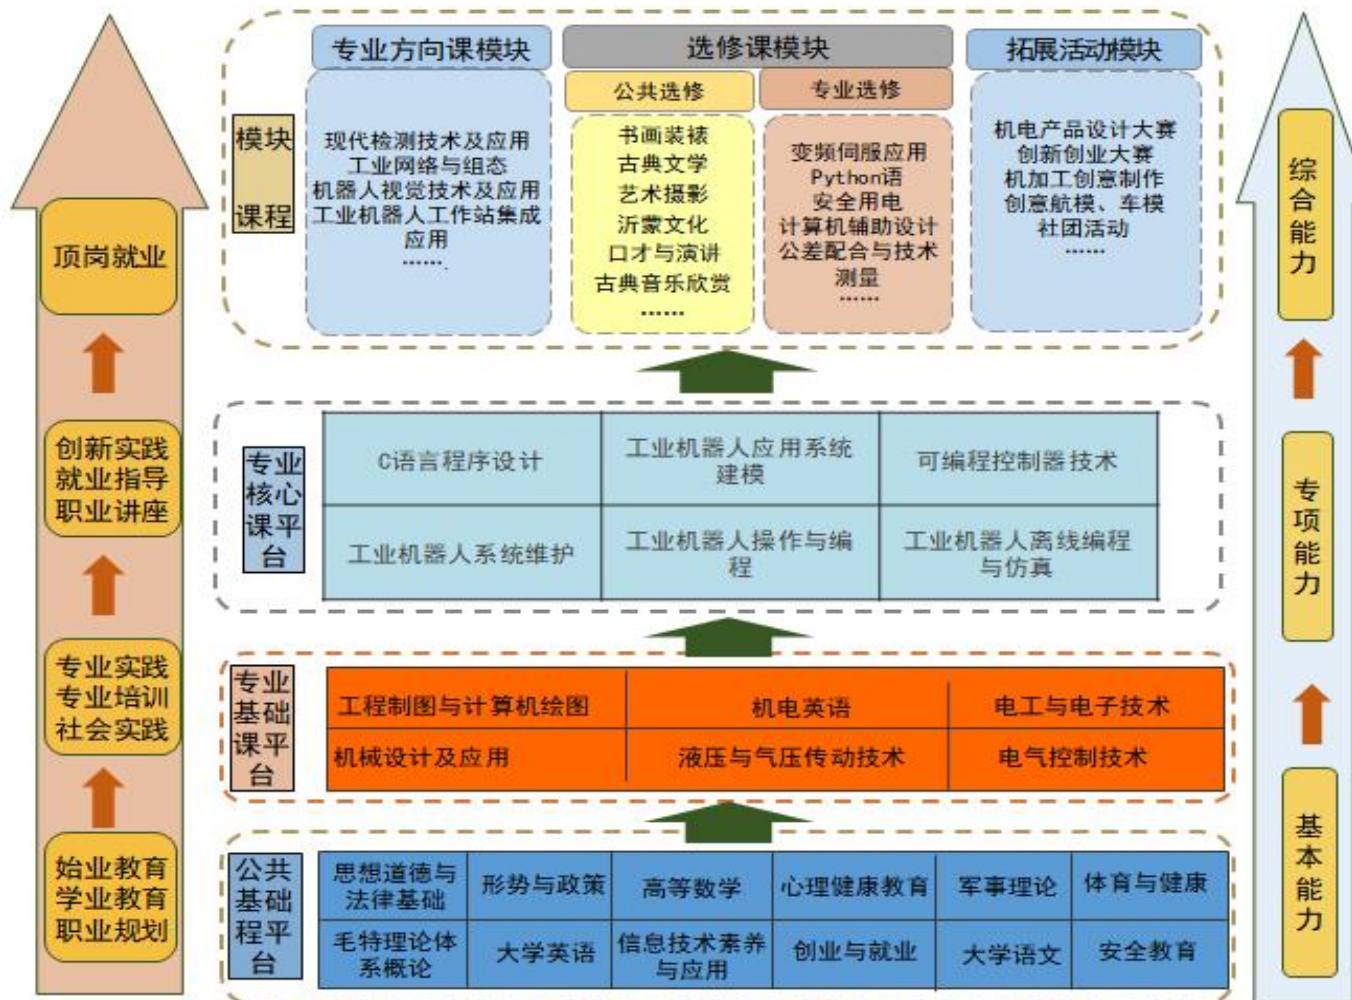 专业方向课模块
选修课模块
拓展活动模块
公共选修
专业选修
模块
课程
现代检测技术及应用
工业网络与组态
机器人视觉技术及应用
工业机器人工作站集成
应用
…….
书画装裱
古典文学
艺术摄影
沂蒙文化
口才与演讲
古典音乐欣赏
……
变频伺服应用
Python语
安全用电
计算机辅助设计
公差配合与技术
测量
……
机电产品设计大赛
创新创业大赛
机加工创意制作
创意航模、车模
社团活动
……
顶岗就业
创新实践
就业指导
职业讲座
专业实践
专业培训
社会实践
始业教育
学业教育
职业规划
专业
核心
课平
台
C语言程序设计
工业机器人应用系统
建模
可编程控制器技术
工业机器人系统维护
工业机器人操作与编
程
工业机器人离线编程
与仿真
专业
基础
课平
台
工程制图与计算机绘图
机电英语
电工与电子技术
机械设计及应用
液压与气压传动技术
电气控制技术
公共
基础
程平
台
思想道德与
法律基础
形势与政策
高等数学
心理健康教育
军事理论
体育与健康
毛特理论体
系概论
大学英语
信息技术素养
与应用
创业与就业
大学语文
安全教育
综合能力
专项能力
基本能力